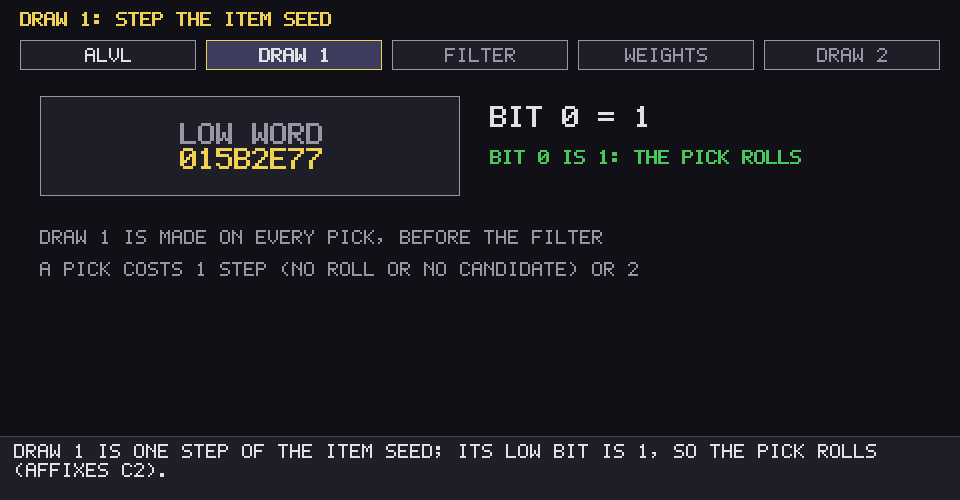 DRAW 1: STEP THE ITEM SEED
ALVL
DRAW 1
FILTER
WEIGHTS
DRAW 2
LOW WORD
015B2E77
BIT 0 = 1
BIT 0 IS 1: THE PICK ROLLS
DRAW 1 IS MADE ON EVERY PICK, BEFORE THE FILTER
A PICK COSTS 1 STEP (NO ROLL OR NO CANDIDATE) OR 2
DRAW 1 IS ONE STEP OF THE ITEM SEED; ITS LOW BIT IS 1, SO THE PICK ROLLS
(AFFIXES C2).